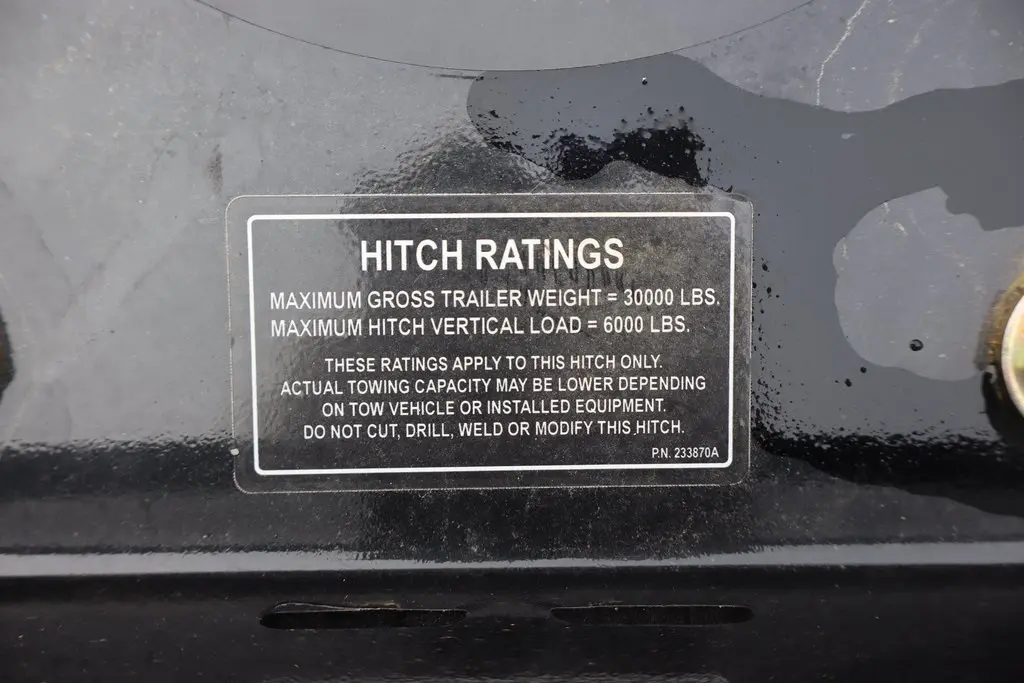 HITCH RATINGS
MAXIMUM GROSS TRAILER WEIGHT = 30000 LBS.
MAXIMUM HITCH VERTICAL LOAD = 6000 LBS.
THESE RATINGS APPLY TO THIS HITCH ONLY.
ACTUAL TOWING CAPACITY MAY BE LOWER DEPENDING
ON TOW VEHICLE OR INSTALLED EQUIPMENT.
DO NOT CUT, DRILL, WELD OR MODIFY THIS HITCH.
P.N. 233870A